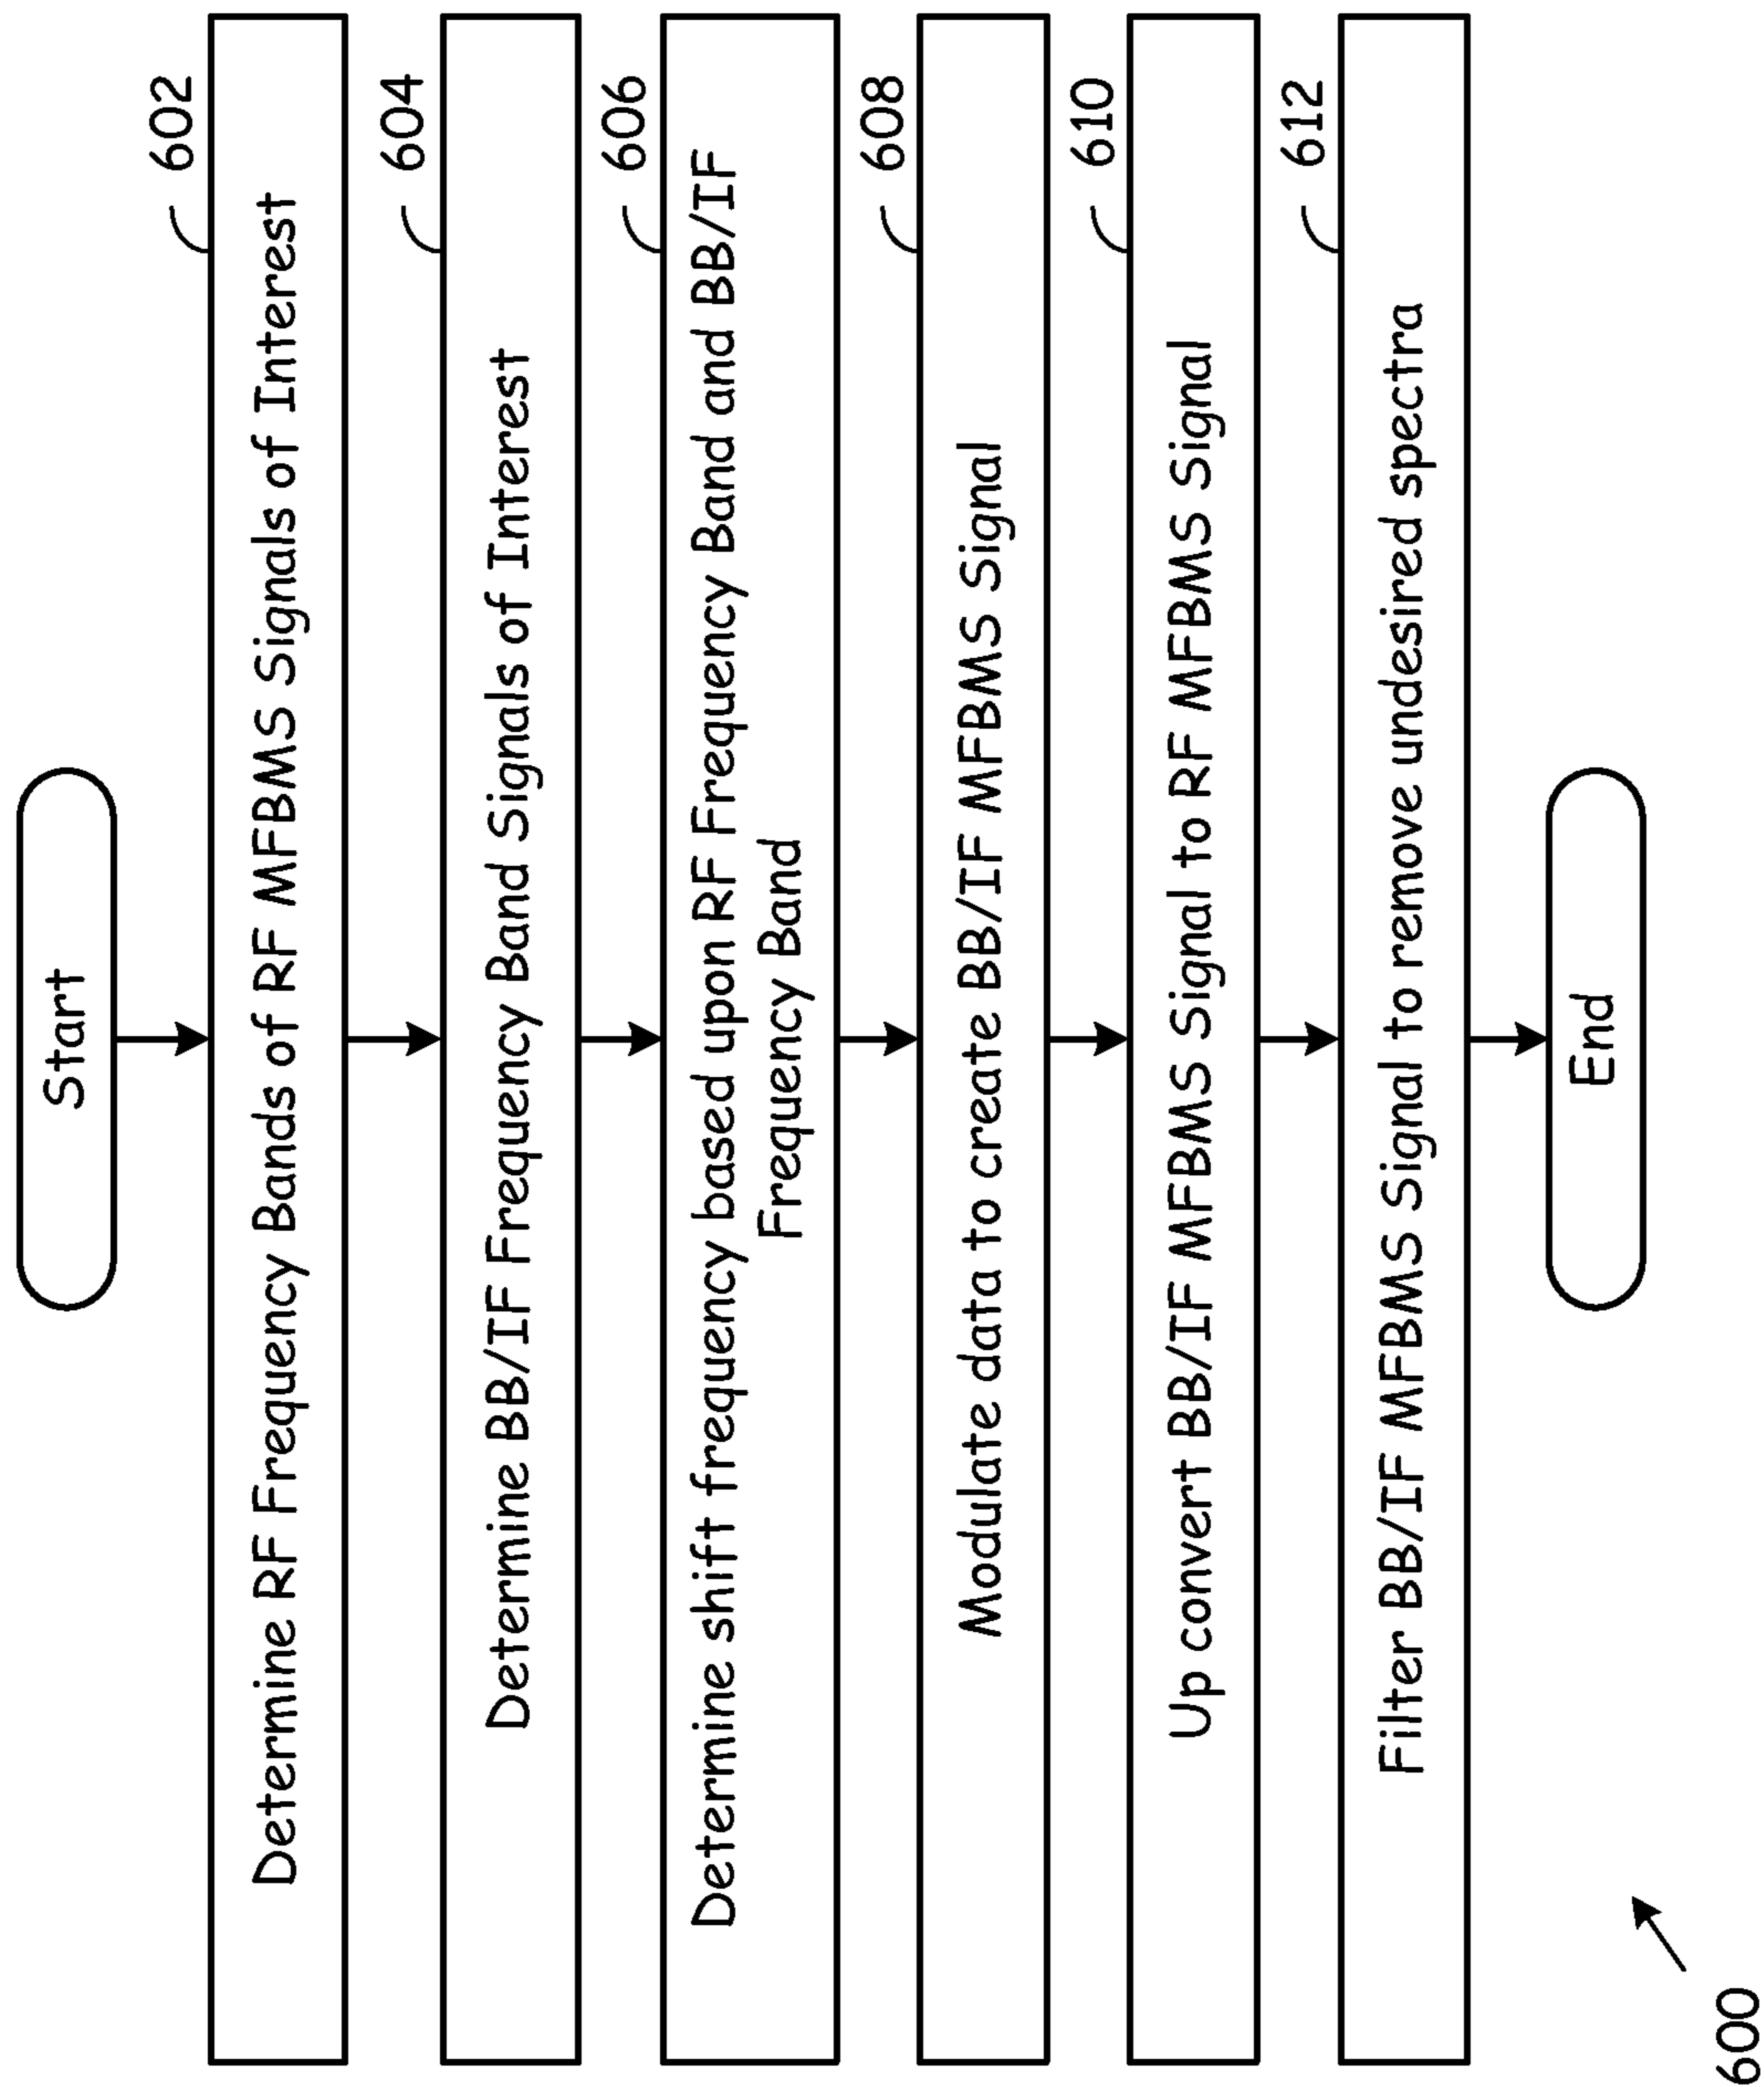 Start
602
Determine RF Frequency Bands of RF MFBMS Signals of Interest
604
Determine BB/IF Frequency Band Signals of Interest
606
Determine shift frequency based upon RF Frequency Band and BB/IF
Frequency Band
608
Modulate data to create BB/IF MFBMS Signal
610
Up convert BB/IF MFBMS Signal to RF MFBMS Signal
612
Filter BB/IF MFBMS Signal to remove undesired spectra
End
600